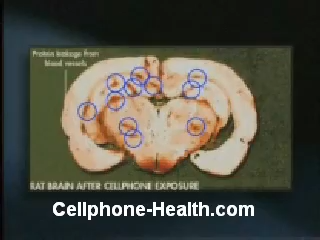 Protein leakage from
blood vessels
RAT BRAIN AFTER CELLPHONE EXPOSURE
Cellphone-Health.com